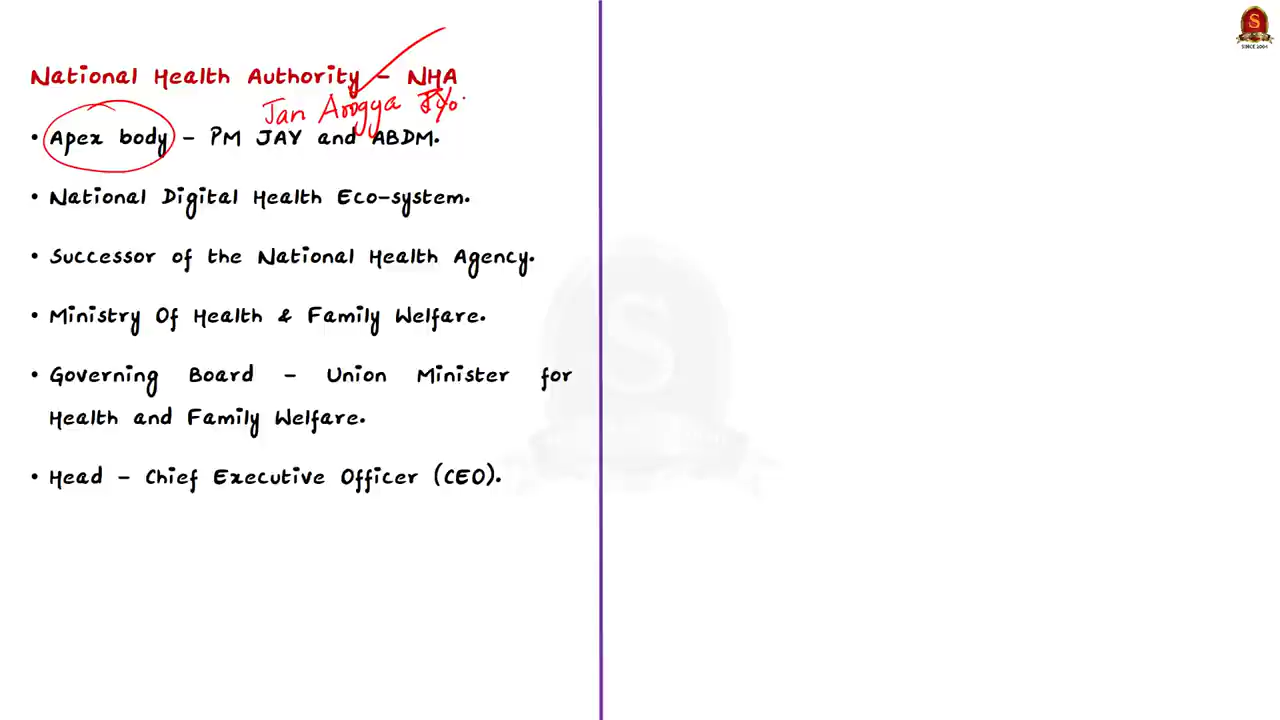 National Health Authority - NHA
Jan Arogya
• Apex body - PM JAY and ABDM.
• National Digital Health Eco-system.
• Successor of the National Health Agency.
• Ministry Of Health & Family Welfare.
• Governing Board - Union Minister for
Health and Family Welfare.
• Head - Chief Executive Officer (CEO).
S
SINCE 2004
S